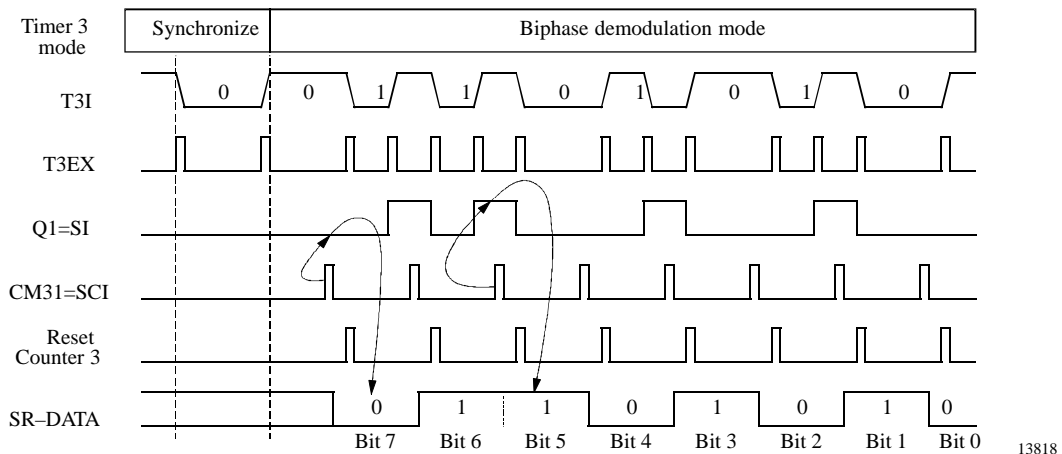 Timer 3 mode
Synchronize
Biphase demodulation mode
T3I
0 0 1 1 0 1 0 1 0
T3EX
Q1=SI
CM31=SCI
Reset
Counter 3
SR–DATA
0 1 1 0 1 0 1 0
Bit 7 Bit 6 Bit 5 Bit 4 Bit 3 Bit 2 Bit 1 Bit 0
13818